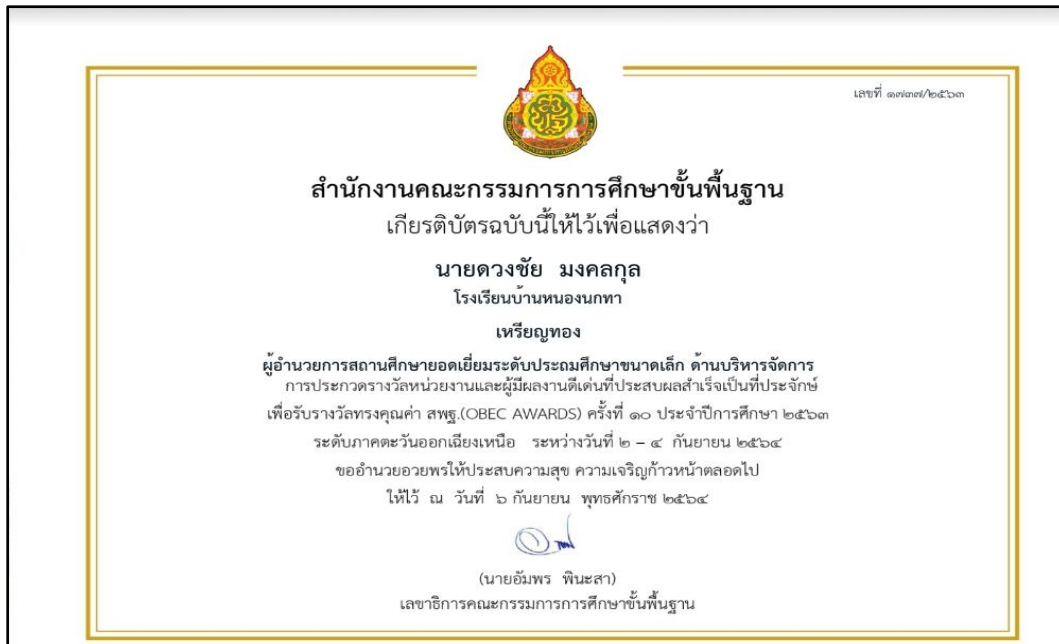 เลขที่ ๑๗๓๗/๒๕๖๓
สำนักงานคณะกรรมการการศึกษาขั้นพื้นฐาน
เกียรติบัตรฉบับนี้ให้ไว้เพื่อแสดงว่า
นายดวงชัย มงคลกุล
โรงเรียนบ้านหนองนกทา
เหรียญทอง
ผู้อำนวยการสถานศึกษายอดเยี่ยมระดับประถมศึกษาขนาดเล็ก ด้านบริหารจัดการ
การประกวดรางวัลหน่วยงานและผู้มีผลงานดีเด่นที่ประสบผลสำเร็จเป็นที่ประจักษ์
เพื่อรับรางวัลทรงคุณค่า สพฐ.(OBEC AWARDS) ครั้งที่ ๑๐ ประจำปีการศึกษา ๒๕๖๓
ระดับภาคตะวันออกเฉียงเหนือ ระหว่างวันที่ ๒ – ๔ กันยายน ๒๕๖๔
ขออำนวยอวยพรให้ประสบความสุข ความเจริญก้าวหน้าตลอดไป
ให้ไว้ ณ วันที่ ๖ กันยายน พุทธศักราช ๒๕๖๔
(นายอัมพร พินะสา)
เลขาธิการคณะกรรมการการศึกษาขั้นพื้นฐาน